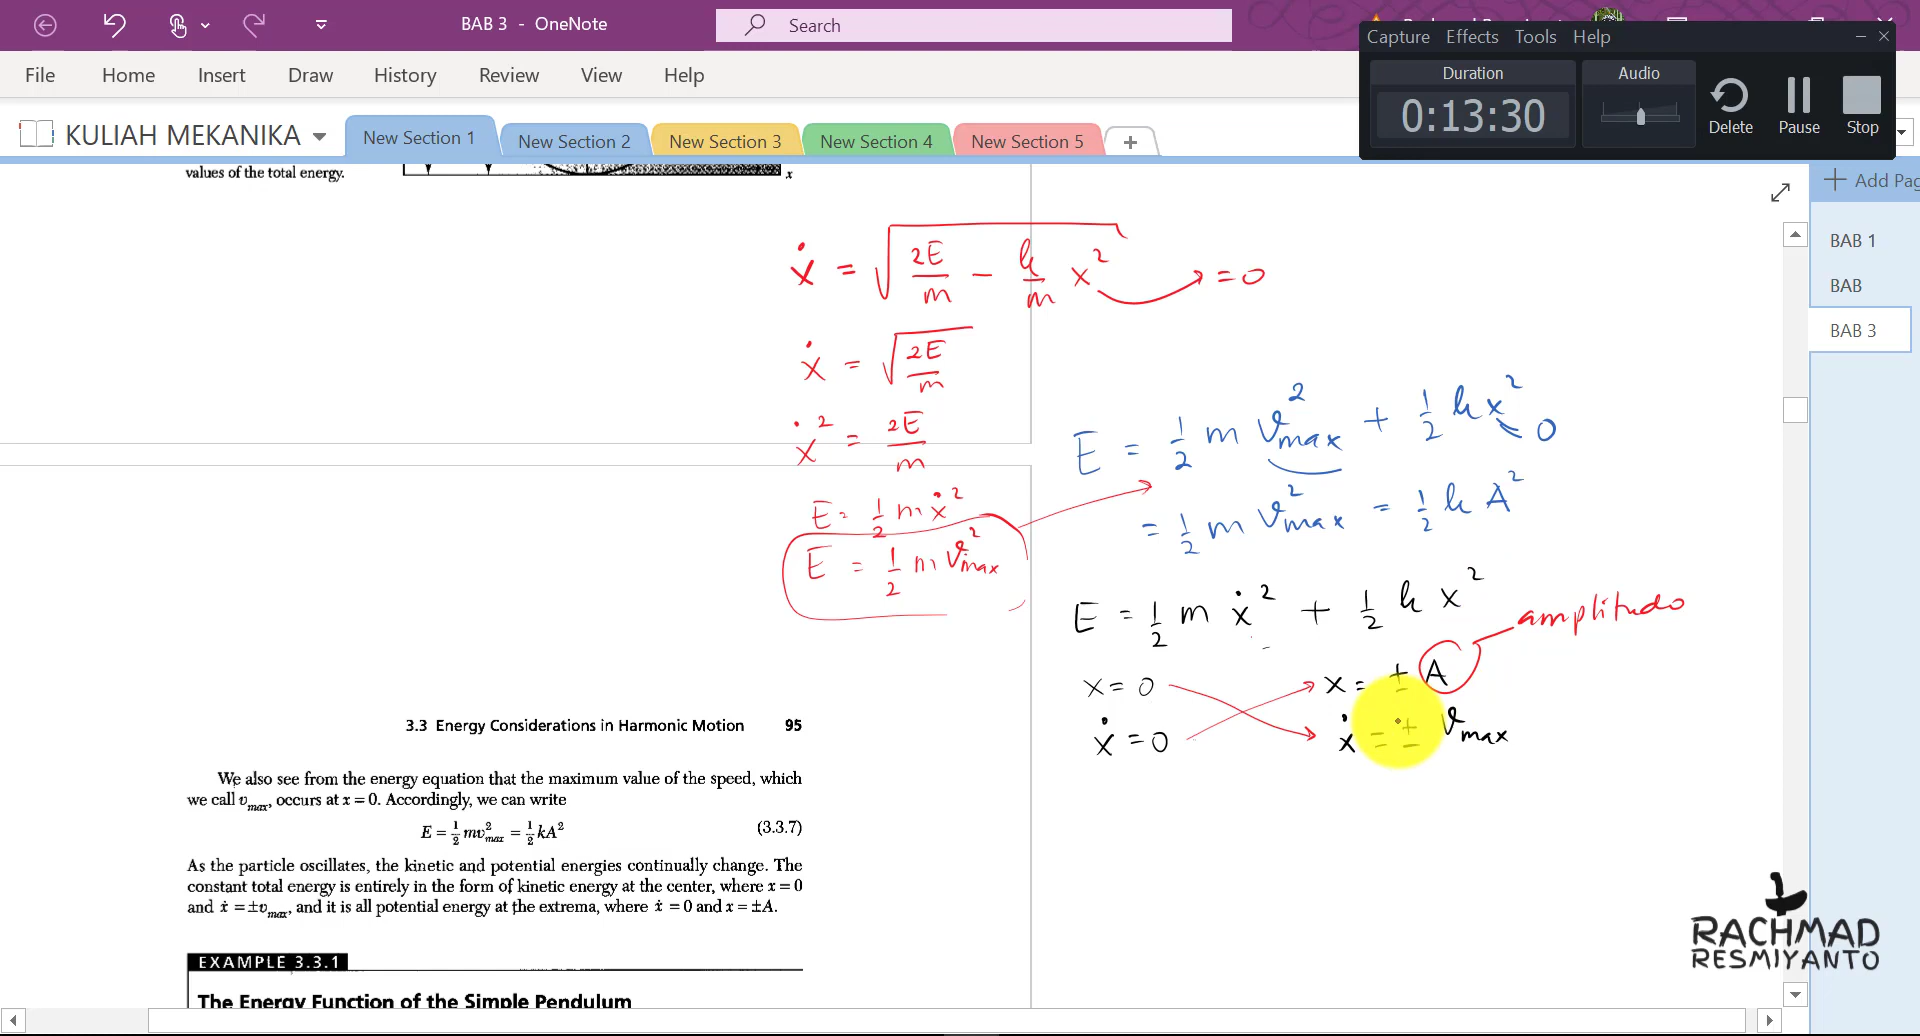 BAB 3 - OneNote
Search
Capture Effects Tools Help
Duration
Audio
0:13:30
Delete
Pause
Stop
File Home Insert Draw History Review View Help
KULIAH MEKANIKA
New Section 1
New Section 2
New Section 3
New Section 4
New Section 5
Add Pag
BAB 1
BAB
BAB 3
values of the total energy.
x
ẋ = √(2E/m − k/m x²) = 0
ẋ = √(2E/m)
ẋ² = 2E/m
E = ½ m ẋ²
E = ½ m v²max
E = ½ m v²max + ½ k x² 0
= ½ m v²max = ½ k A²
E = ½ m ẋ² + ½ k x²
amplitudo
x = 0 x = ± A
ẋ = 0 ẋ = ± vmax
3.3 Energy Considerations in Harmonic Motion 95
We also see from the energy equation that the maximum value of the speed, which
we call vmax, occurs at x = 0. Accordingly, we can write
E = ½ mv²max = ½ kA² (3.3.7)
As the particle oscillates, the kinetic and potential energies continually change. The
constant total energy is entirely in the form of kinetic energy at the center, where x = 0
and ẋ = ±vmax, and it is all potential energy at the extrema, where ẋ = 0 and x = ±A.
EXAMPLE 3.3.1
The Energy Function of the Simple Pendulum
RACHMAD
RESMIYANTO